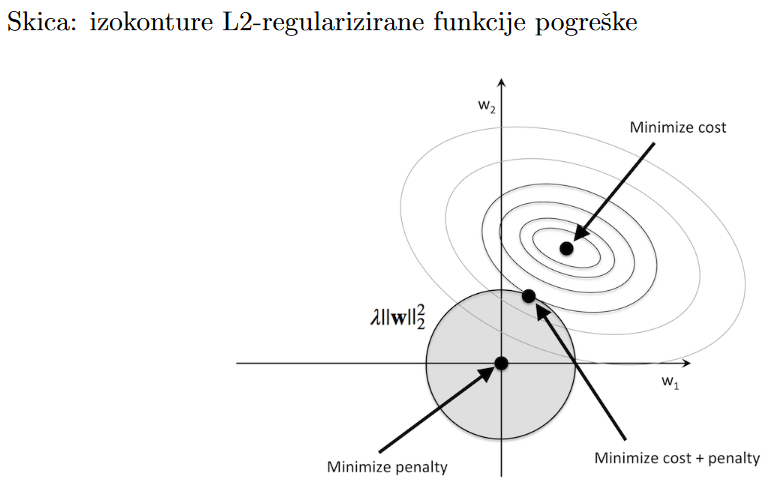 Skica: izokonture L2-regularizirane funkcije pogreške
w₂
Minimize cost
λ||w||₂²
w₁
Minimize cost + penalty
Minimize penalty